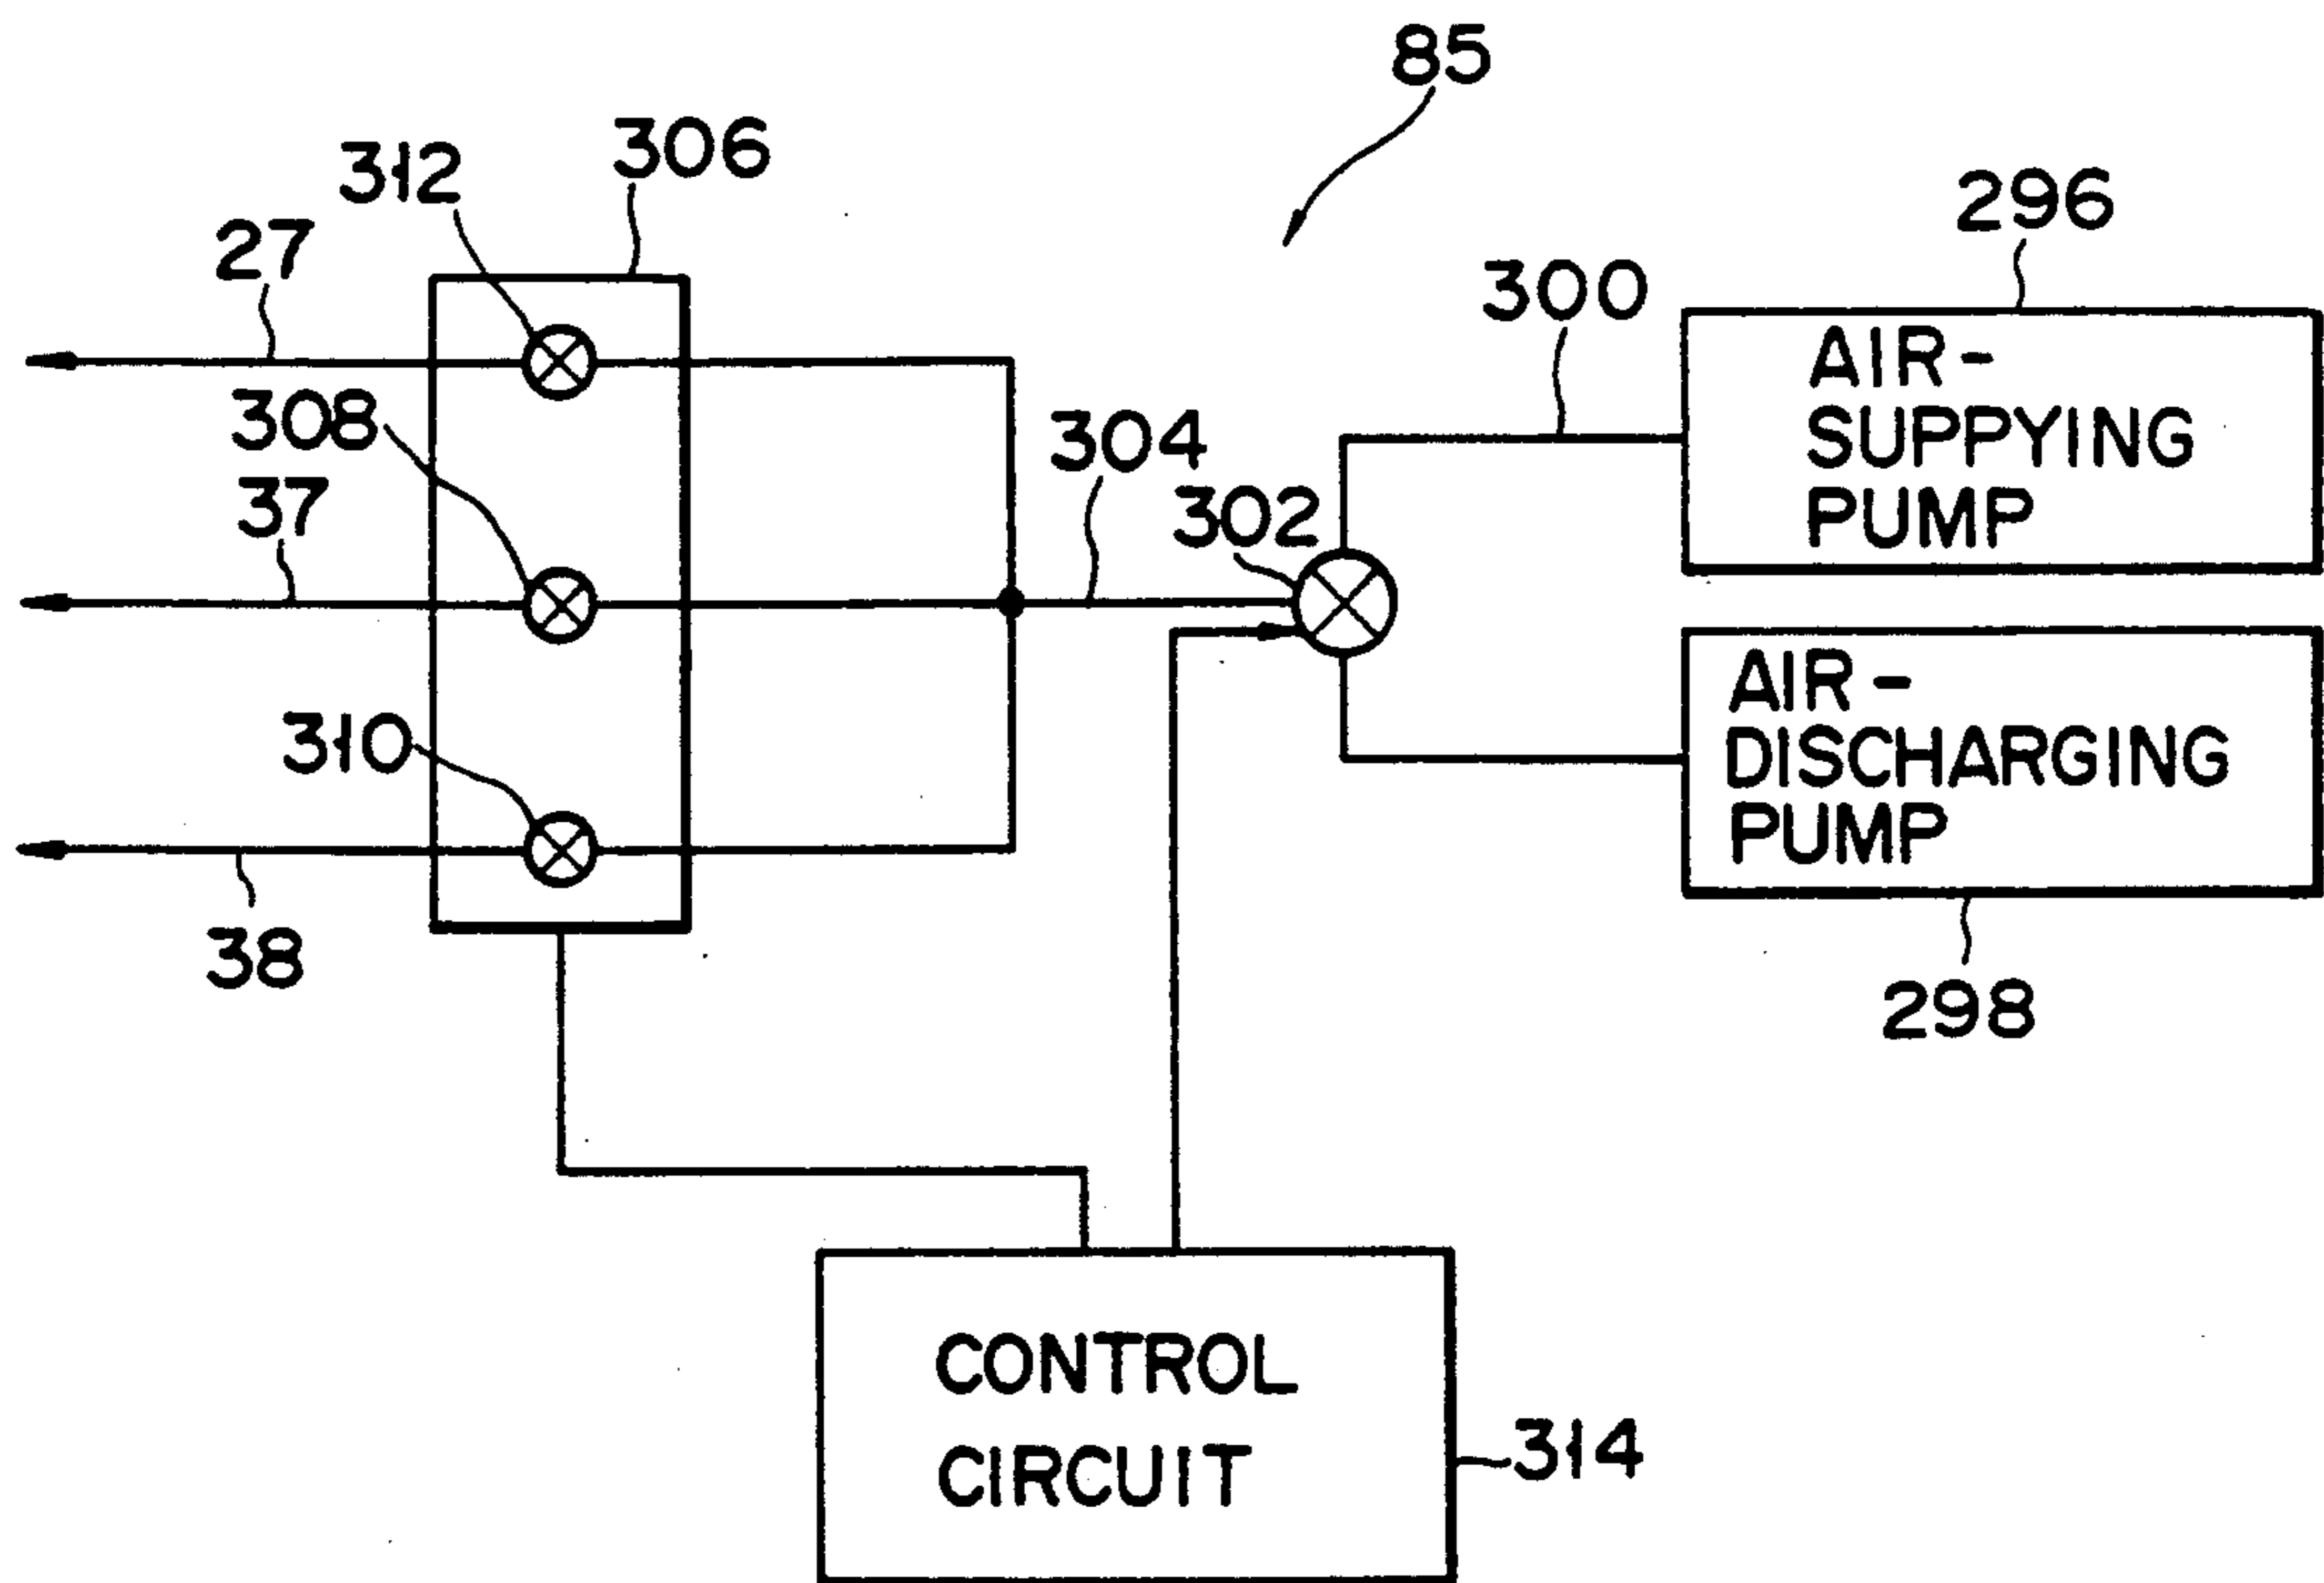 85
306
312
296
27
300
AIR-
SUPPYING
PUMP
308
304
37
302
AIR-
DISCHARGING
PUMP
310
38
298
CONTROL
CIRCUIT
314